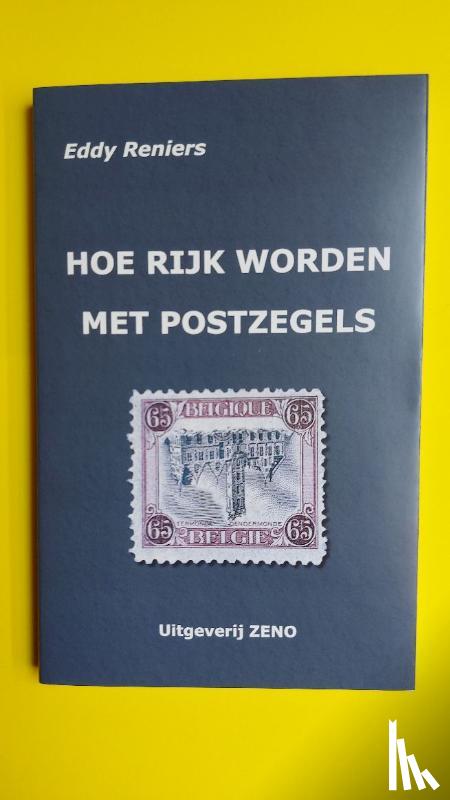 Eddy Reniers
HOE RIJK WORDEN
MET POSTZEGELS
65 BELGIQUE 65
TERMONDE DENDERMONDE
65 BELGIE 65
Uitgeverij ZENO